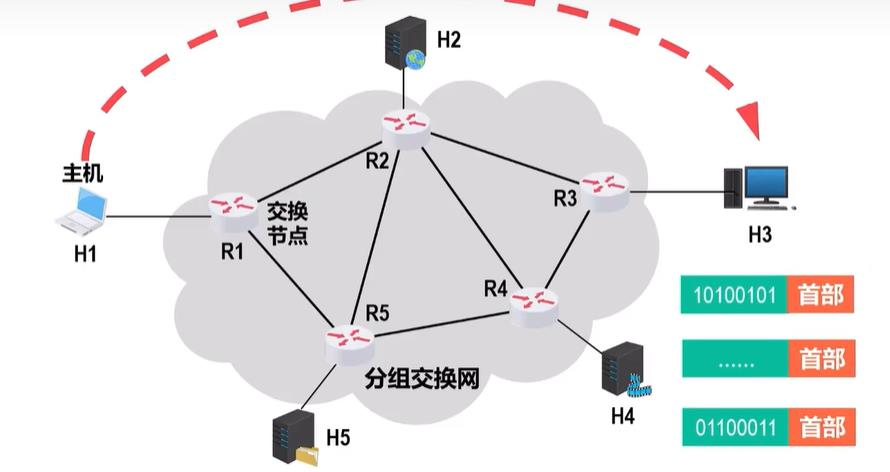 H2
R2
主机
H1
交换
节点
R1
R3
H3
R4
R5
10100101 首部
分组交换网
...... 首部
H4
01100011 首部
H5